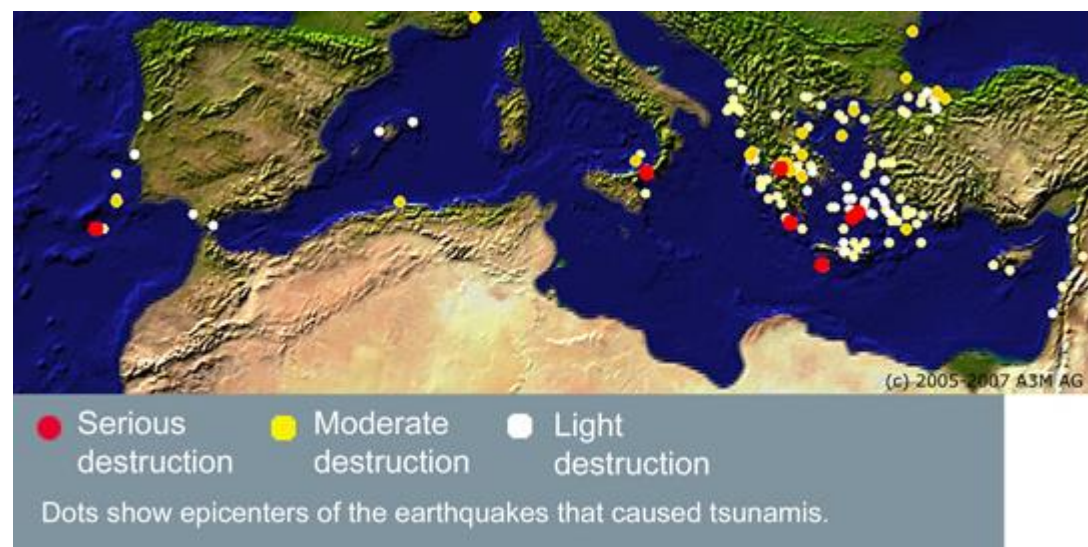 (c) 2005-2007 A3M AG
Serious destruction
Moderate destruction
Light destruction
Dots show epicenters of the earthquakes that caused tsunamis.